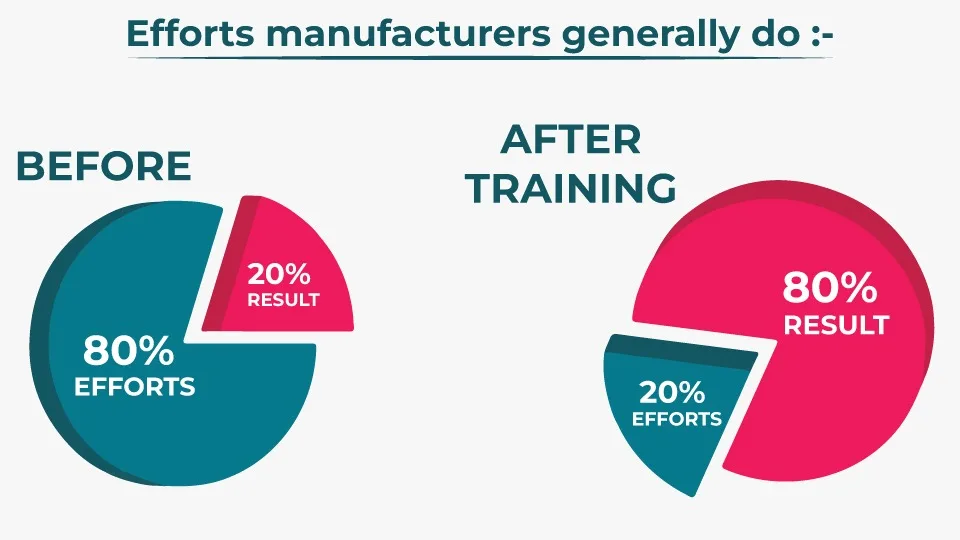 Efforts manufacturers generally do :-
BEFORE
20%
RESULT
80%
EFFORTS
AFTER
TRAINING
80%
RESULT
20%
EFFORTS